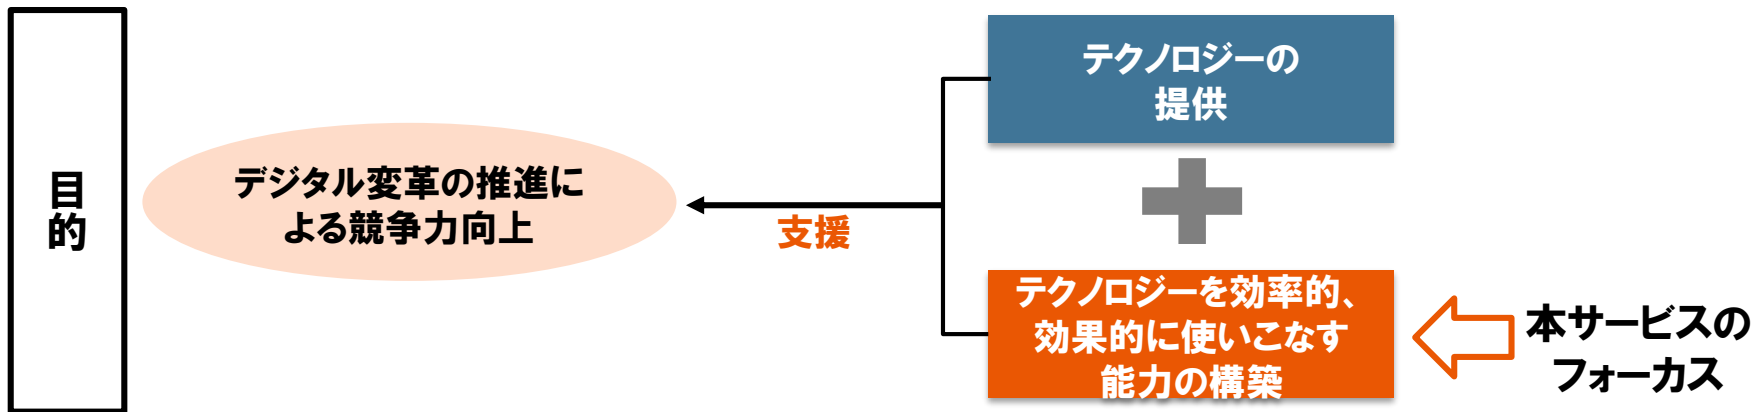 目的
デジタル変革の推進に
よる競争力向上
支援
テクノロジーの
提供
テクノロジーを効率的、
効果的に使いこなす
能力の構築
本サービスの
フォーカス